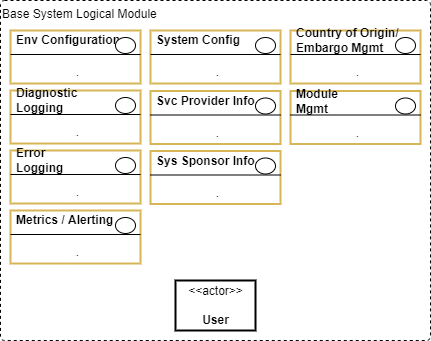 Base System Logical Module
Env Configuration
System Config
Country of Origin/
Embargo Mgmt
.
.
.
Diagnostic
Logging
Svc Provider Info
Module
Mgmt
.
.
.
Error
Logging
Sys Sponsor Info
.
.
Metrics / Alerting
.
<<actor>>
User